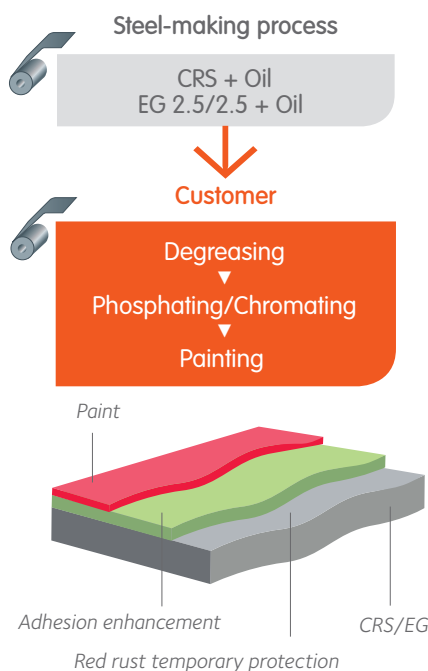 Steel-making process
CRS + Oil
EG 2.5/2.5 + Oil
Customer
Degreasing
Phosphating/Chromating
Painting
Paint
Adhesion enhancement
CRS/EG
Red rust temporary protection